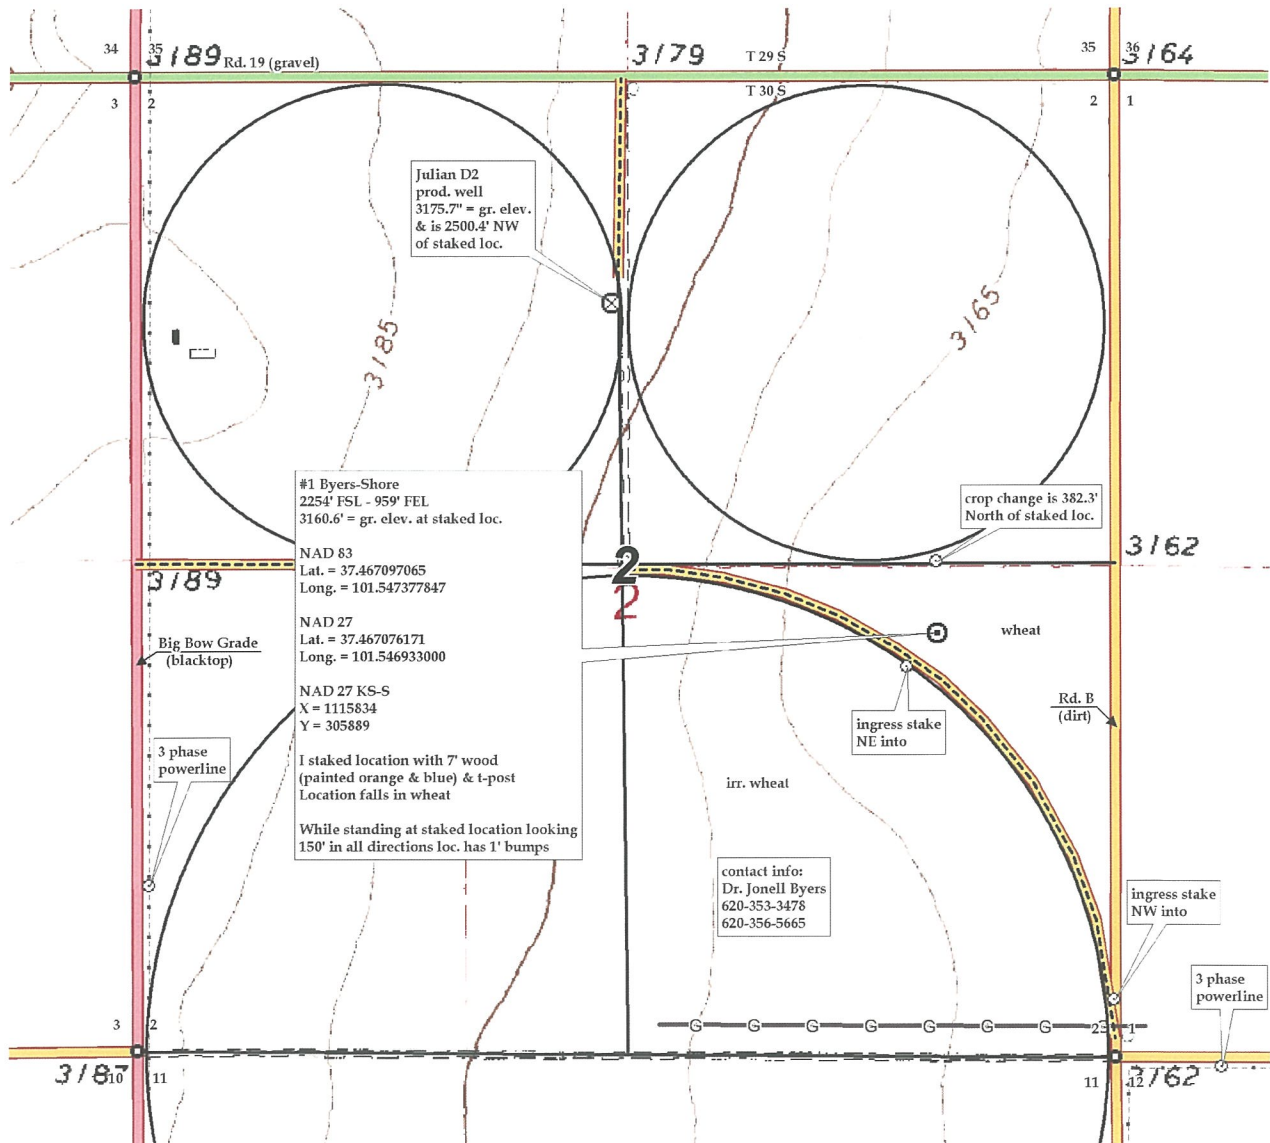 34
35
3189
Rd. 19 (gravel)
3179
T 29 S
35
36
3164
3
2
T 30 S
2
1
Julian D2
prod. well
3175.7" = gr. elev.
& is 2500.4' NW
of staked loc.
3185
3165
#1 Byers-Shore
2254' FSL - 959' FEL
3160.6' = gr. elev. at staked loc.
NAD 83
Lat. = 37.467097065
Long. = 101.547377847
NAD 27
Lat. = 37.467076171
Long. = 101.546933000
NAD 27 KS-S
X = 1115834
Y = 305889
I staked location with 7' wood
(painted orange & blue) & t-post
Location falls in wheat
While standing at staked location looking
150' in all directions loc. has 1' bumps
crop change is 382.3'
North of staked loc.
3189
2
2
3162
Big Bow Grade
(blacktop)
wheat
Rd. B
(dirt)
ingress stake
NE into
3 phase
powerline
irr. wheat
contact info:
Dr. Jonell Byers
620-353-3478
620-356-5665
ingress stake
NW into
3 phase
powerline
3
2
G G G G G G G G
2
1
3187
10
11
11
12
3162